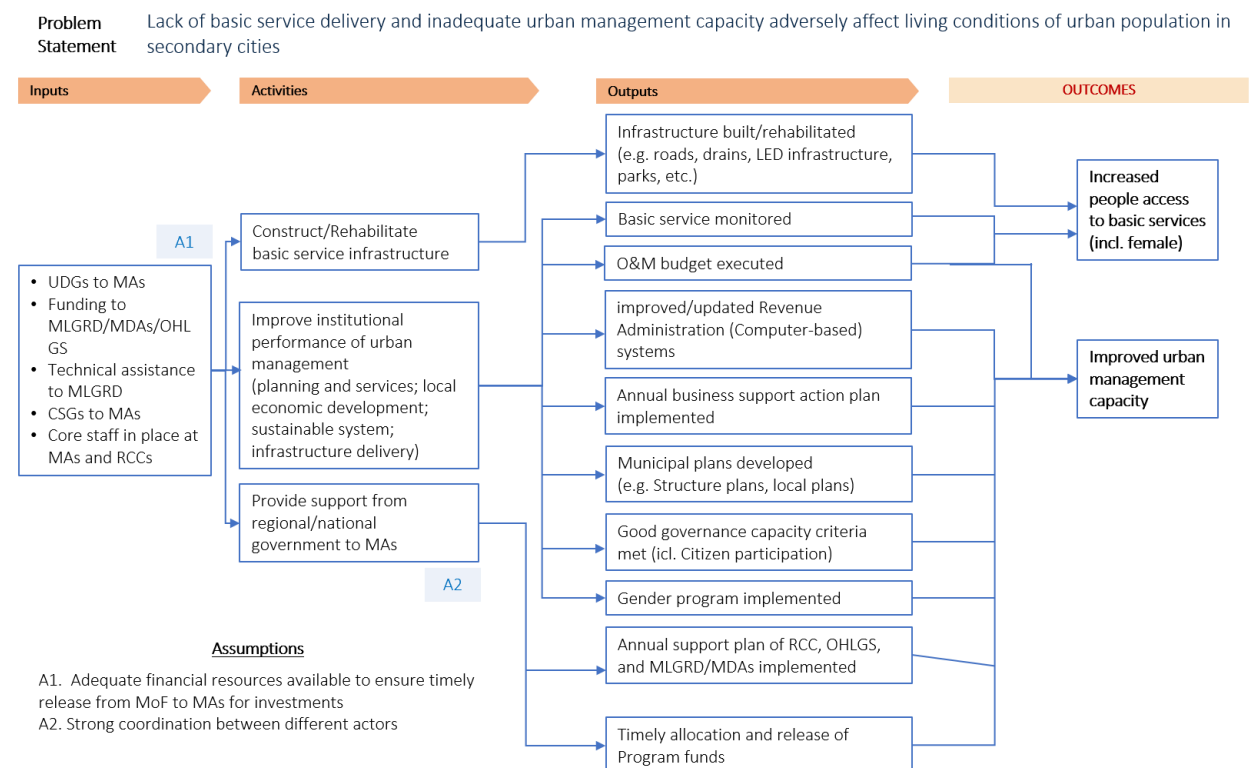 Problem
Statement
Lack of basic service delivery and inadequate urban management capacity adversely affect living conditions of urban population in
secondary cities
Inputs
Activities
Outputs
OUTCOMES
A1
• UDGs to MAs
• Funding to
MLGRD/MDAs/OHL
GS
• Technical assistance
to MLGRD
• CSGs to MAs
• Core staff in place at
MAs and RCCs
Construct/Rehabilitate
basic service infrastructure
Improve institutional
performance of urban
management
(planning and services; local
economic development;
sustainable system;
infrastructure delivery)
Provide support from
regional/national
government to MAs
A2
Infrastructure built/rehabilitated
(e.g. roads, drains, LED infrastructure,
parks, etc.)
Basic service monitored
O&M budget executed
improved/updated Revenue
Administration (Computer-based)
systems
Annual business support action plan
implemented
Municipal plans developed
(e.g. Structure plans, local plans)
Good governance capacity criteria
met (icl. Citizen participation)
Gender program implemented
Annual support plan of RCC, OHLGS,
and MLGRD/MDAs implemented
Timely allocation and release of
Program funds
Increased
people access
to basic services
(incl. female)
Improved urban
management
capacity
Assumptions
A1. Adequate financial resources available to ensure timely
release from MoF to MAs for investments
A2. Strong coordination between different actors